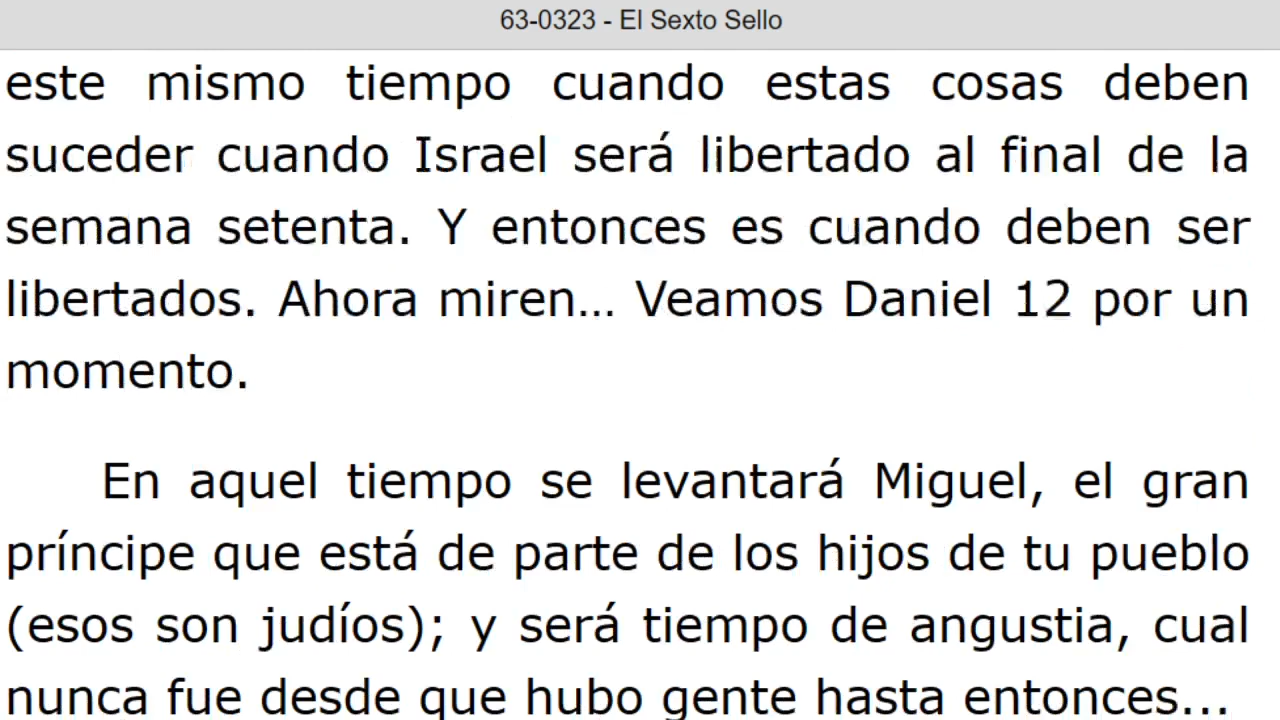 63-0323 - El Sexto Sello
este mismo tiempo cuando estas cosas deben
suceder cuando Israel será libertado al final de la
semana setenta. Y entonces es cuando deben ser
libertados. Ahora miren... Veamos Daniel 12 por un
momento.
En aquel tiempo se levantará Miguel, el gran
príncipe que está de parte de los hijos de tu pueblo
(esos son judíos); y será tiempo de angustia, cual
nunca fue desde que hubo gente hasta entonces...